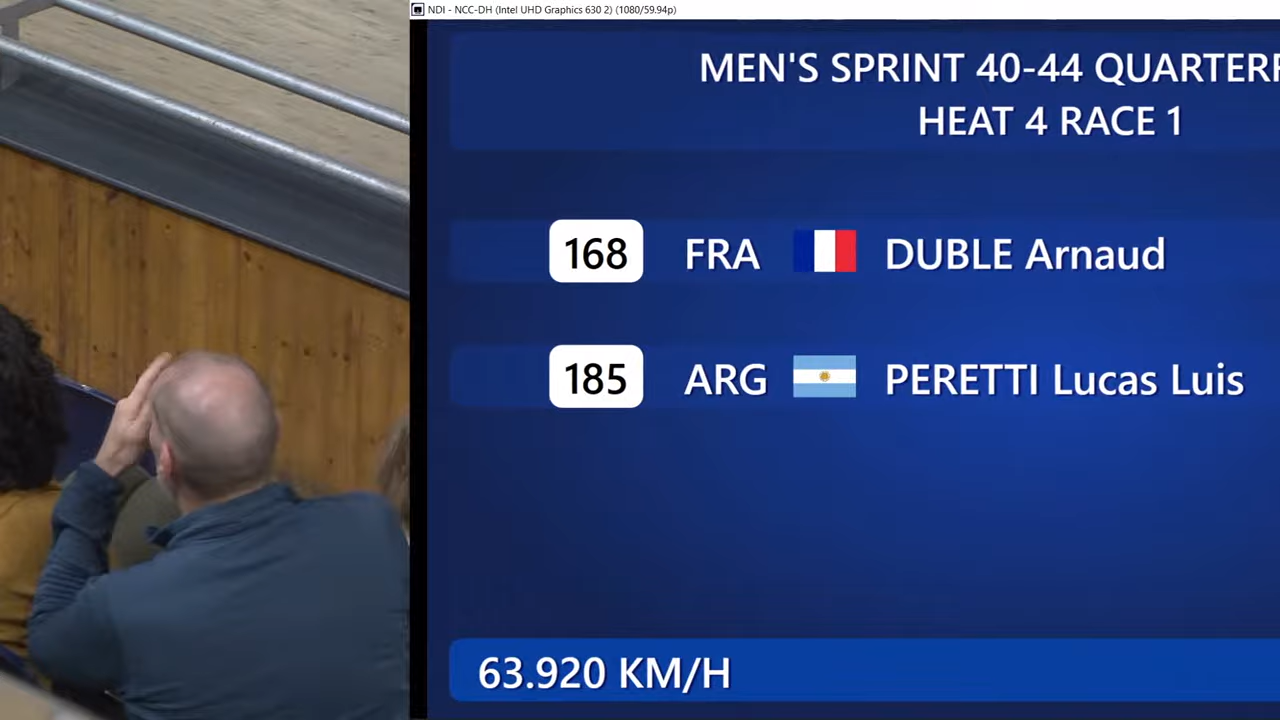 NDI - NCC-DH (Intel UHD Graphics 630 2) (1080/59.94p)
MEN'S SPRINT 40-44
HEAT 4 RACE 1
168 FRA DUBLE Arnaud
185 ARG PERETTI Lucas Luis
63.920 KM/H